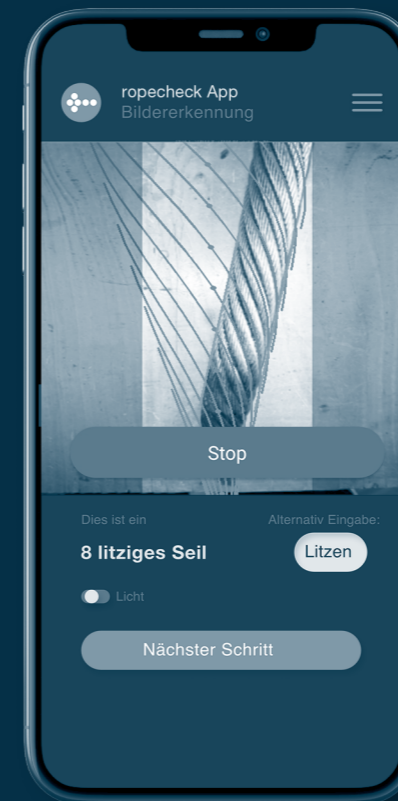 ropecheck App
Bildererkennung
Stop
Dies ist ein
Alternativ Eingabe:
8 litziges Seil
Litzen
Licht
Nächster Schritt